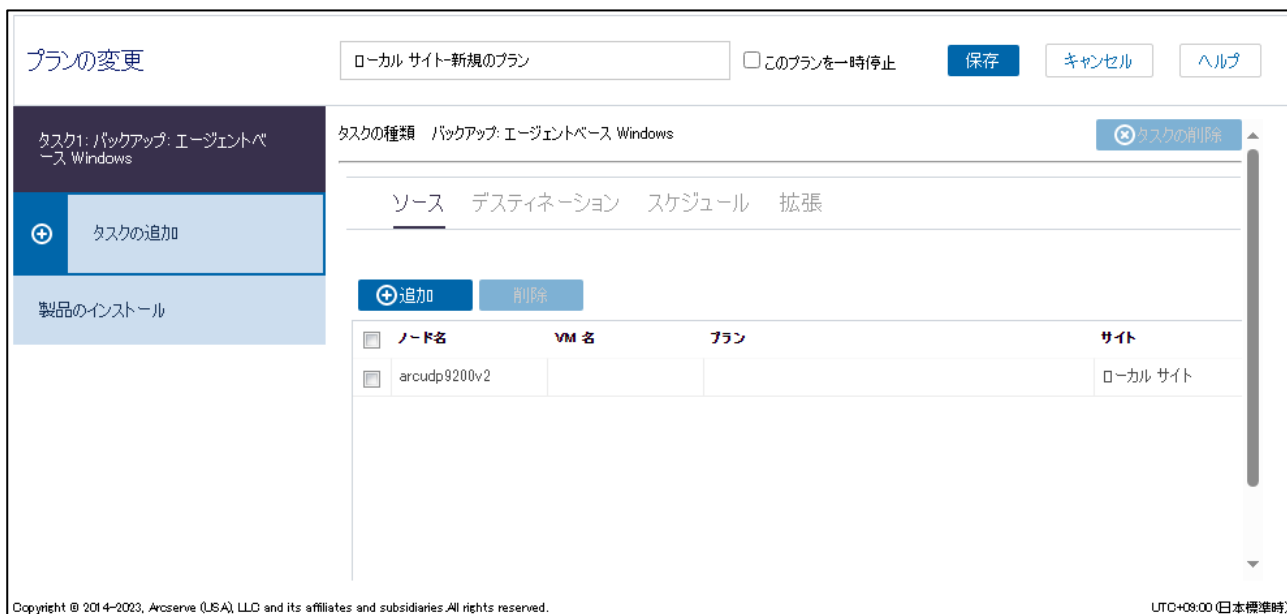 プランの変更
ローカル サイト-新規のプラン
このプランを一時停止
保存
キャンセル
ヘルプ
タスク1: バックアップ: エージェントベ
ース Windows
タスクの種類 バックアップ: エージェントベース Windows
タスクの削除
タスクの追加
製品のインストール
ソース デスティネーション スケジュール 拡張
追加
削除
ノード名 VM 名 プラン サイト
arcudp9200v2 ローカル サイト
Copyright © 2014-2023, Arcserve (USA), LLC and its affiliates and subsidiaries.All rights reserved.
UTC+09:00 (日本標準時)